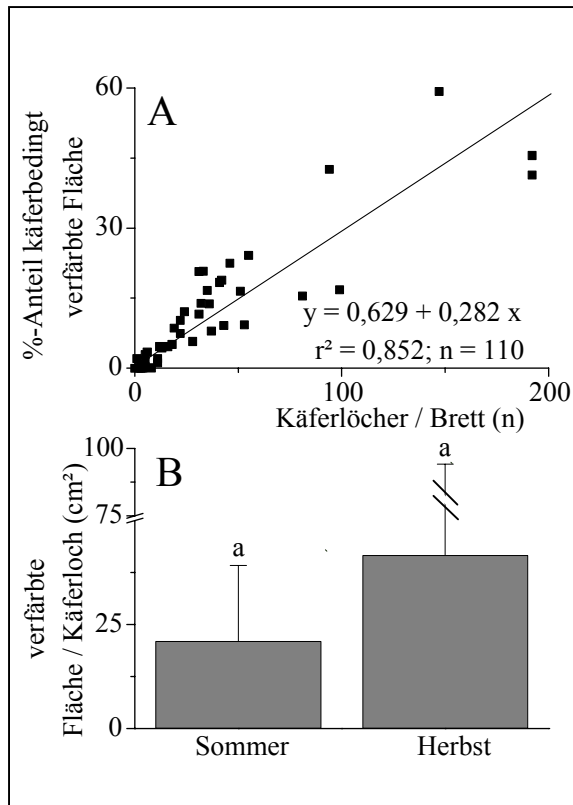 A
%-Anteil käferbedingt
verfärbte Fläche
60
30
0
y = 0,629 + 0,282 x
r² = 0,852; n = 110
0
100
200
Käferlöcher / Brett (n)
B
verfärbte
Fläche / Käferloch (cm²)
100
75
25
0
a
a
Sommer
Herbst